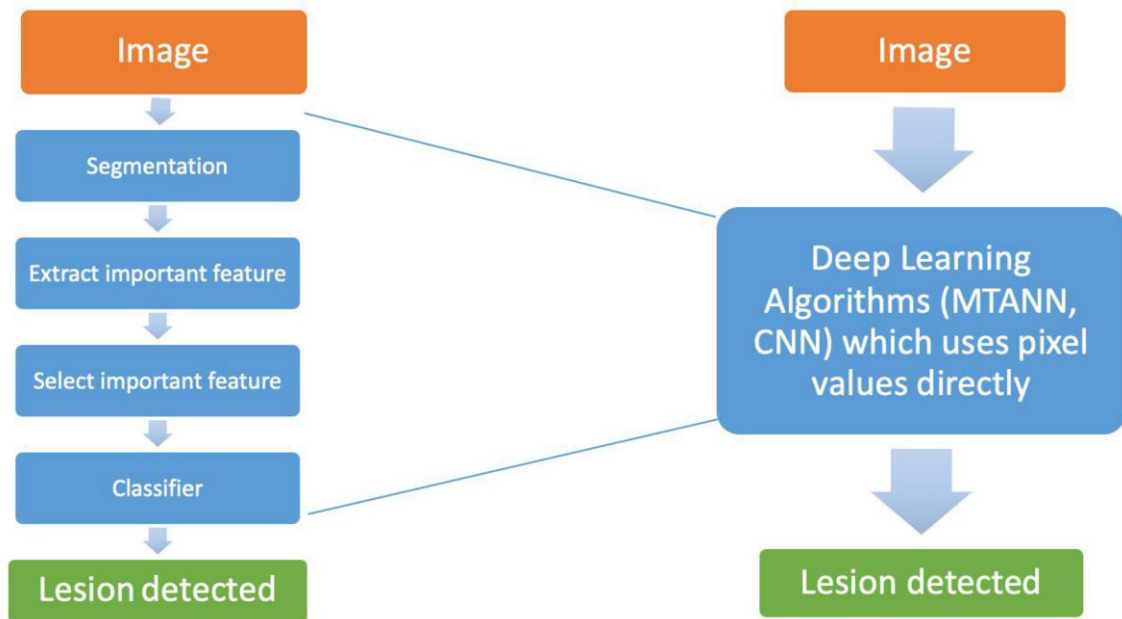 Image
Segmentation
Extract important feature
Select important feature
Classifier
Lesion detected
Image
Deep Learning
Algorithms (MTANN,
CNN) which uses pixel
values directly
Lesion detected